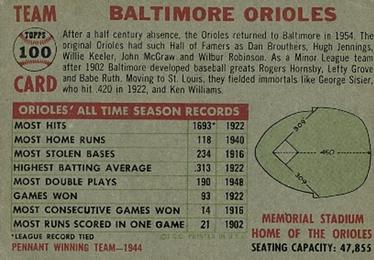 TEAM
TOPPS
100
CARD
BALTIMORE ORIOLES
After a half century absence, the Orioles returned to Baltimore in 1954. The
original Orioles had such Hall of Famers as Dan Brouthers, Hugh Jennings,
Willie Keeler, John McGraw and Wilbur Robinson. As a Minor League team
after 1902 Baltimore developed baseball greats Rogers Hornsby, Lefty Grove
and Babe Ruth. Moving to St. Louis, they fielded immortals like George Sisler,
who hit .420 in 1922, and Ken Williams.
ORIOLES' ALL TIME SEASON RECORDS
MOST HITS 1693* 1922
MOST HOME RUNS 118 1940
MOST STOLEN BASES 234 1916
HIGHEST BATTING AVERAGE .313 1922
MOST DOUBLE PLAYS 190 1948
GAMES WON 93 1922
MOST CONSECUTIVE GAMES WON 14 1916
MOST RUNS SCORED IN ONE GAME 21 1902
*LEAGUE RECORD TIED
PRINTED IN U.S.A.
PENNANT WINNING TEAM—1944
309
450
309
MEMORIAL STADIUM
HOME OF THE ORIOLES
SEATING CAPACITY: 47,855